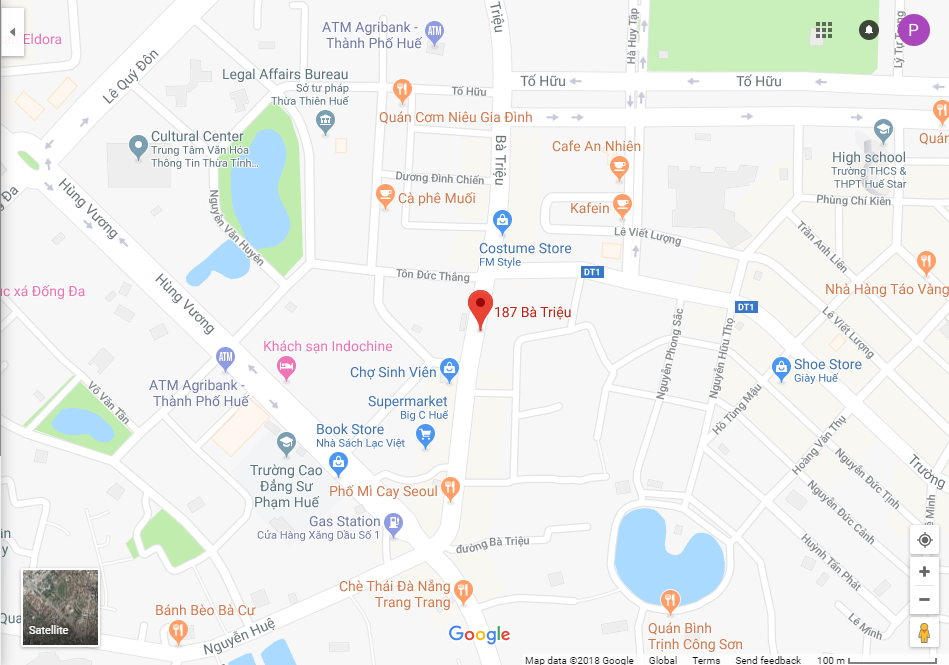 Triệu
Hà Huy Tập
Lý Tự Trọng
P
Eldora
ATM Agribank -
Thành Phố Huế
ATM
Lê Quý Đôn
Legal Affairs Bureau
Sở tư pháp
Thừa Thiên Huế
Tố Hữu
Tố Hữu
Tố Hữu
Quán Cơm Niêu Gia Đình
Quán
Cultural Center
Trung Tâm Văn Hóa
Thông Tin Thừa Tỉnh...
Bà Triệu
Cafe An Nhiên
High school
Trường THCS &
THPT Huế Star
Đa
Hùng Vương
Dương Đình Chiến
Cà phê Muối
Kafein
Phùng Chí Kiên
Nguyễn Văn Huyên
Lê Viết Lượng
Trần Anh Liên
Costume Store
FM Style
Tôn Đức Thắng
DT1
Nhà Hàng Táo Vàng
ục xá Đống Đa
Hùng Vương
DT1
187 Bà Triệu
Lê Viết Lượng
Khách sạn Indochine
ATM
ATM Agribank -
Thành Phố Huế
Chợ Sinh Viên
Nguyễn Phong Sắc
Nguyễn Hữu Thọ
Shoe Store
Giày Huế
Võ Văn Tần
Supermarket
Big C Huế
Hồ Tùng Mậu
Book Store
Nhà Sách Lạc Việt
Hoàng Văn Thụ
Trường
Nguyễn Đức Tịnh
Trường Cao
Đẳng Sư
Phạm Huế
Phố Mì Cay Seoul
Nguyễn Đức Cảnh
Minh
Gas Station
Cửa Hàng Xăng Dầu Số 1
đường Bà Triệu
Huỳnh Tấn Phát
Chè Thái Đà Nẵng
Trang Trang
Satellite
Bánh Bèo Bà Cư
Nguyễn Huệ
Google
Quán Bình
Trịnh Công Sơn
Lê Minh
Map data ©2018 Google Global Terms Send feedback 100 m